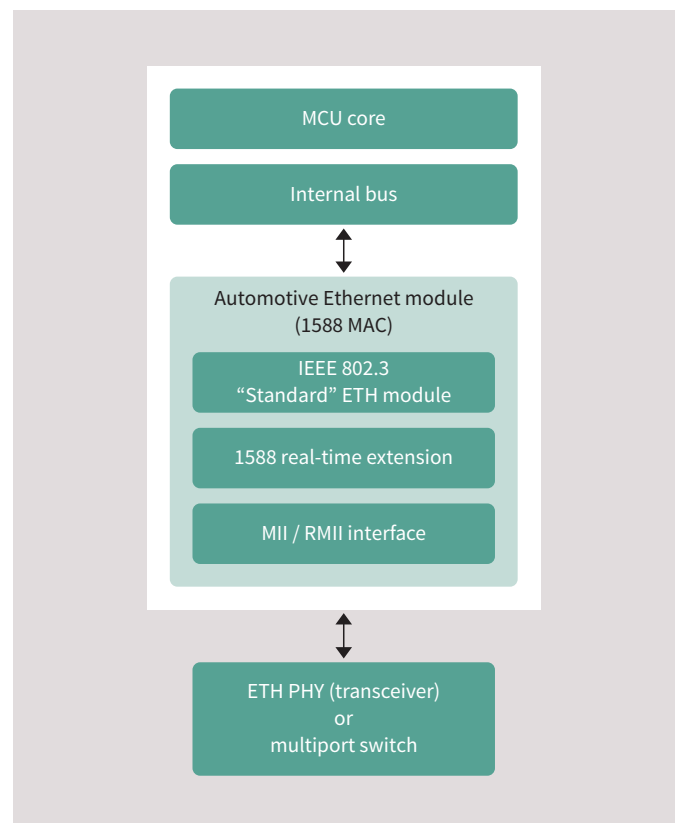 MCU core
Internal bus
Automotive Ethernet module
(1588 MAC)
IEEE 802.3
“Standard” ETH module
1588 real-time extension
MII / RMII interface
ETH PHY (transceiver)
or
multiport switch